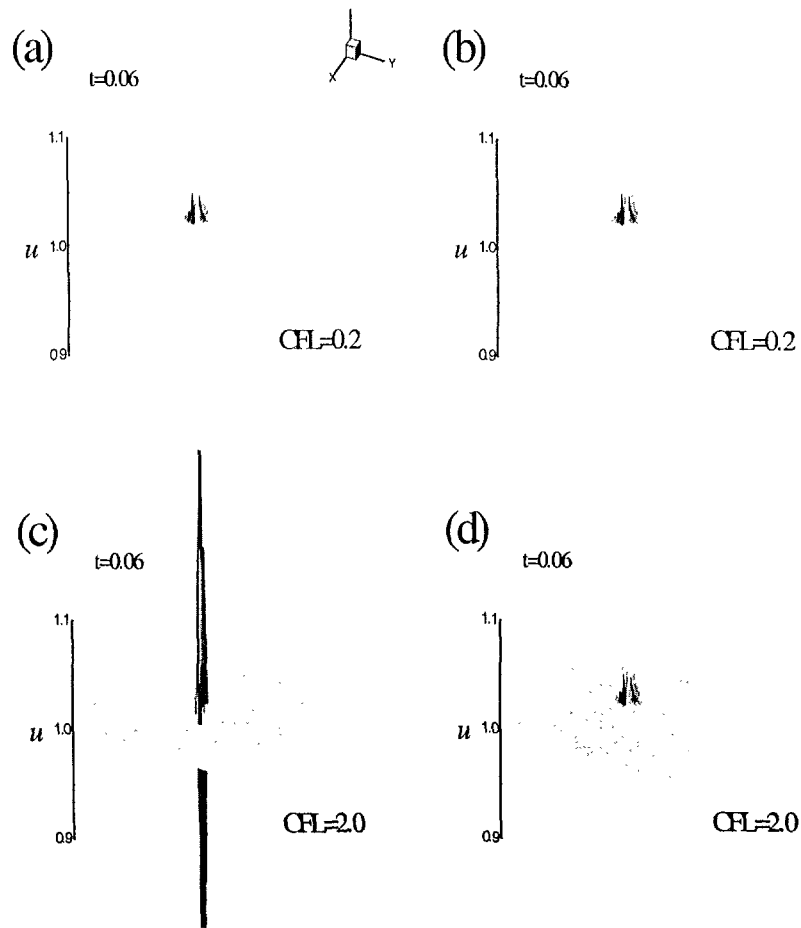 (a)
t=0.06
X
Y
1.1
u
1.0
0.9
CFL=0.2
(b)
t=0.06
1.1
u
1.0
0.9
CFL=0.2
(c)
t=0.06
1.1
u
1.0
0.9
CFL=2.0
(d)
t=0.06
1.1
u
1.0
0.9
CFL=2.0